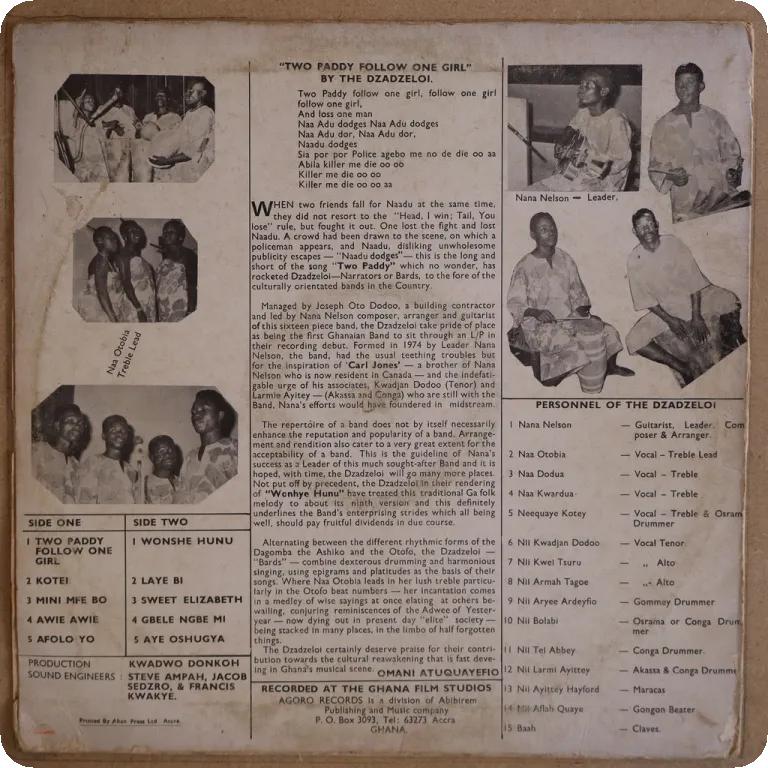 Naa Otobia
Treble Lead
SIDE ONE
1 TWO PADDY
FOLLOW ONE
GIRL
2 KOTEI
3 MINI MFE BO
4 AWIE AWIE
5 AFOLO YO
SIDE TWO
1 WONSHE HUNU
2 LAYE BI
3 SWEET ELIZABETH
4 GBELE NGBE MI
5 AYE OSHUGYA
PRODUCTION KWADWO DONKOH
SOUND ENGINEERS : STEVE AMPAH, JACOB
SEDZRO, & FRANCIS
KWAKYE.
Printed By Akan Press Ltd Accra.
"TWO PADDY FOLLOW ONE GIRL"
BY THE DZADZELOI.
Two Paddy follow one girl, follow one girl
follow one girl,
And loss one man
Naa Adu dodges Naa Adu dodges
Naa Adu dor, Naa Adu dor,
Naadu dodges
Sia por por Police agebo me no de die oo aa
Abila killer me die oo oo
Killer me die oo oo
Killer me die oo oo aa
WHEN two friends fall for Naadu at the same time,
they did not resort to the "Head, I win; Tail, You
lose" rule, but fought it out. One lost the fight and lost
Naadu. A crowd had been drawn to the scene, on which a
policeman appears, and Naadu, disliking unwholesome
publicity escapes – "Naadu dodges"— this is the long and
short of the song "Two Paddy" which no wonder, has
rocketed Dzadzeloi—Narrators or Bards, to the fore of the
culturally orientated bands in the Country.
Managed by Joseph Oto Dodoo, a building contractor
and led by Nana Nelson composer, arranger and guitarist
of this sixteen piece band, the Dzadzeloi take pride of place
as being the first Ghanaian Band to sit through an L/P in
their recording debut. Formed in 1974 by Leader Nana
Nelson, the band, had the usual teething troubles but
for the inspiration of 'Carl Jones' — a brother of Nana
Nelson who is now resident in Canada — and the indefati-
gable urge of his associates, Kwadjan Dodoo (Tenor) and
Larmie Ayitey — (Akassa and Conga) who are still with the
Band, Nana's efforts would have foundered in midstream.
The repertoire of a band does not by itself necessarily
enhance the reputation and popularity of a band. Arrange-
ment and rendition also cater to a very great extent for the
acceptability of a band. This is the guideline of Nana's
success as a Leader of this much sought-after Band and it is
hoped, with time, the Dzadzeloi will go many more places.
Not put off by precedent, the Dzadzeloi in their rendering
of "Wonhye Hunu" have treated this traditional Ga folk
melody to about its ninth version and this definitely
underlines the Band's enterprising strides which all being
well, should pay fruitful dividends in due course.
Alternating between the different rhythmic forms of the
Dagomba the Ashiko and the Otofo, the Dzadzeloi —
"Bards" — combine dexterous drumming and harmonious
singing, using epigrams and platitudes as the basis of their
songs. Where Naa Otobia leads in her lush treble particu-
larly in the Otofo beat numbers — her incantation comes
in a medley of wise sayings at once elating at others be-
wailing, conjuring reminiscences of the Adwee of Yester-
year — now dying out in present day "elite" society —
being stacked in many places, in the limbo of half forgotten
things.
The Dzadzeloi certainly deserve praise for their contri-
bution towards the cultural reawakening that is fast deve-
ing in Ghana's musical scene. OMANI ATUQUAYEFIO
RECORDED AT THE GHANA FILM STUDIOS
AGORO RECORDS is a division of Abibirem
Publishing and Music company
P. O. Box 3093, Tel: 63273 Accra
GHANA.
Nana Nelson — Leader,
PERSONNEL OF THE DZADZELOI
1 Nana Nelson — Guitarist, Leader. Com
poser & Arranger.
2 Naa Otobia — Vocal – Treble Lead
3 Naa Dodua — Vocal – Treble
4 Naa Kwardua — Vocal – Treble
5 Neequaye Kotey — Vocal – Treble & Osram
Drummer
6 Nii Kwandjan Dodoo — Vocal Tenor
7 Nii Kwei Tsuru — ,, Alto
8 Nii Armah Tagoe — ,,- Alto
9 Nii Aryee Ardeyfio — Gommey Drummer
10 Nii Bolabi — Osrama or Conga Drum
mer
11 Nii Tei Abbey — Conga Drummer.
12 Nii Larmi Ayittey — Akassa & Conga Drumme
13 Nii Ayittey Hayford — Maracas
14 Nii Aflah Quaye — Gongon Beater
15 Baah — Claves.